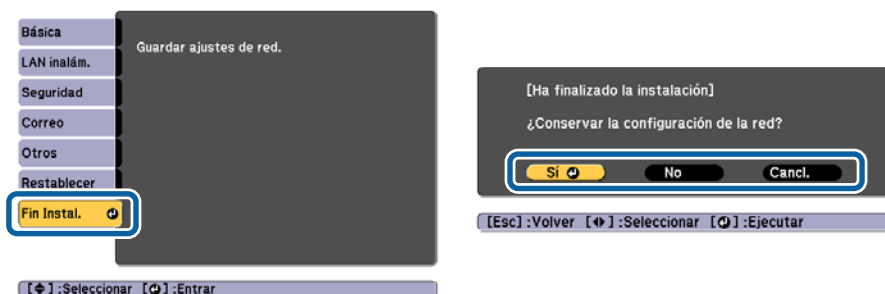 Básica
LAN inalám.
Seguridad
Correo
Otros
Restablecer
Fin Instal.
Guardar ajustes de red.
[ ] :Seleccionar [ ] :Entrar
[Ha finalizado la instalación]
¿Conservar la configuración de la red?
Sí No Cancl.
[Esc] :Volver [ ] :Seleccionar [ ] :Ejecutar